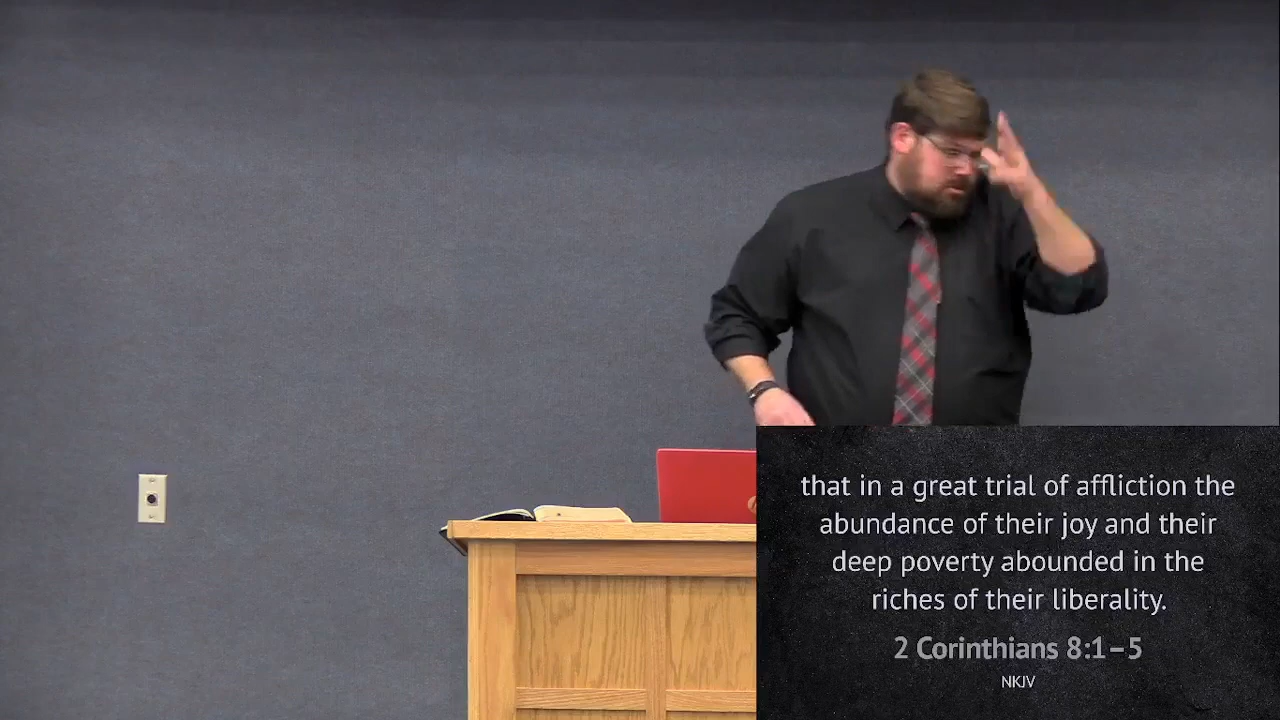 that in a great trial of affliction the
abundance of their joy and their
deep poverty abounded in the
riches of their liberality.
2 Corinthians 8:1–5
NKJV